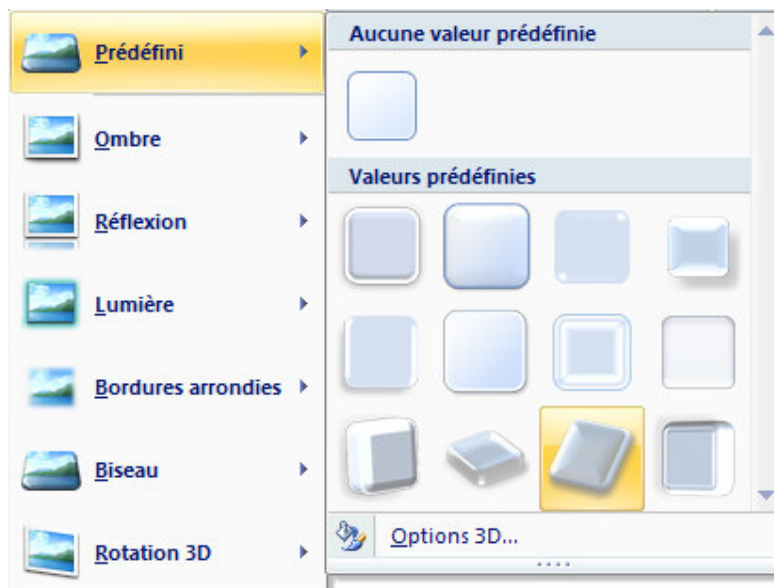 Prédéfini
Ombre
Réflexion
Lumière
Bordures arrondies
Biseau
Rotation 3D
Aucune valeur prédéfinie
Valeurs prédéfinies
Options 3D...